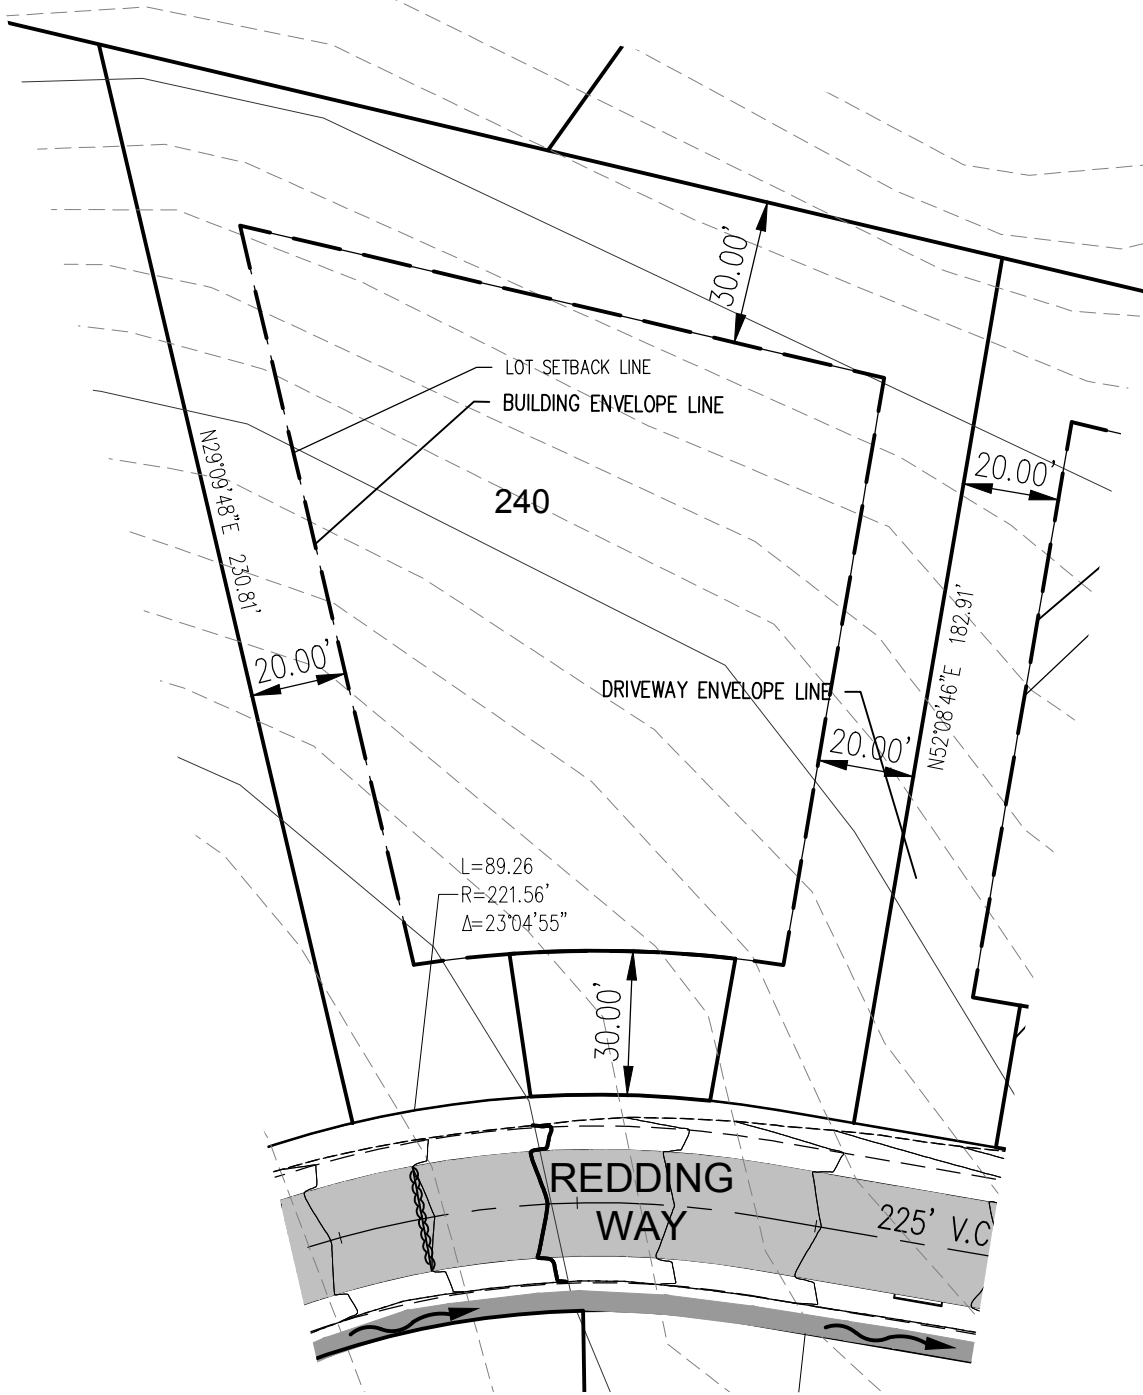 30.00'
LOT SETBACK LINE
BUILDING ENVELOPE LINE
N29°09'48"E 230.81'
20.00'
240
20.00'
DRIVEWAY ENVELOPE LINE
20.00'
N52°08'46"E 182.91'
L=89.26
R=221.56'
Δ=23°04'55"
30.00'
REDDING
WAY
225' V.C